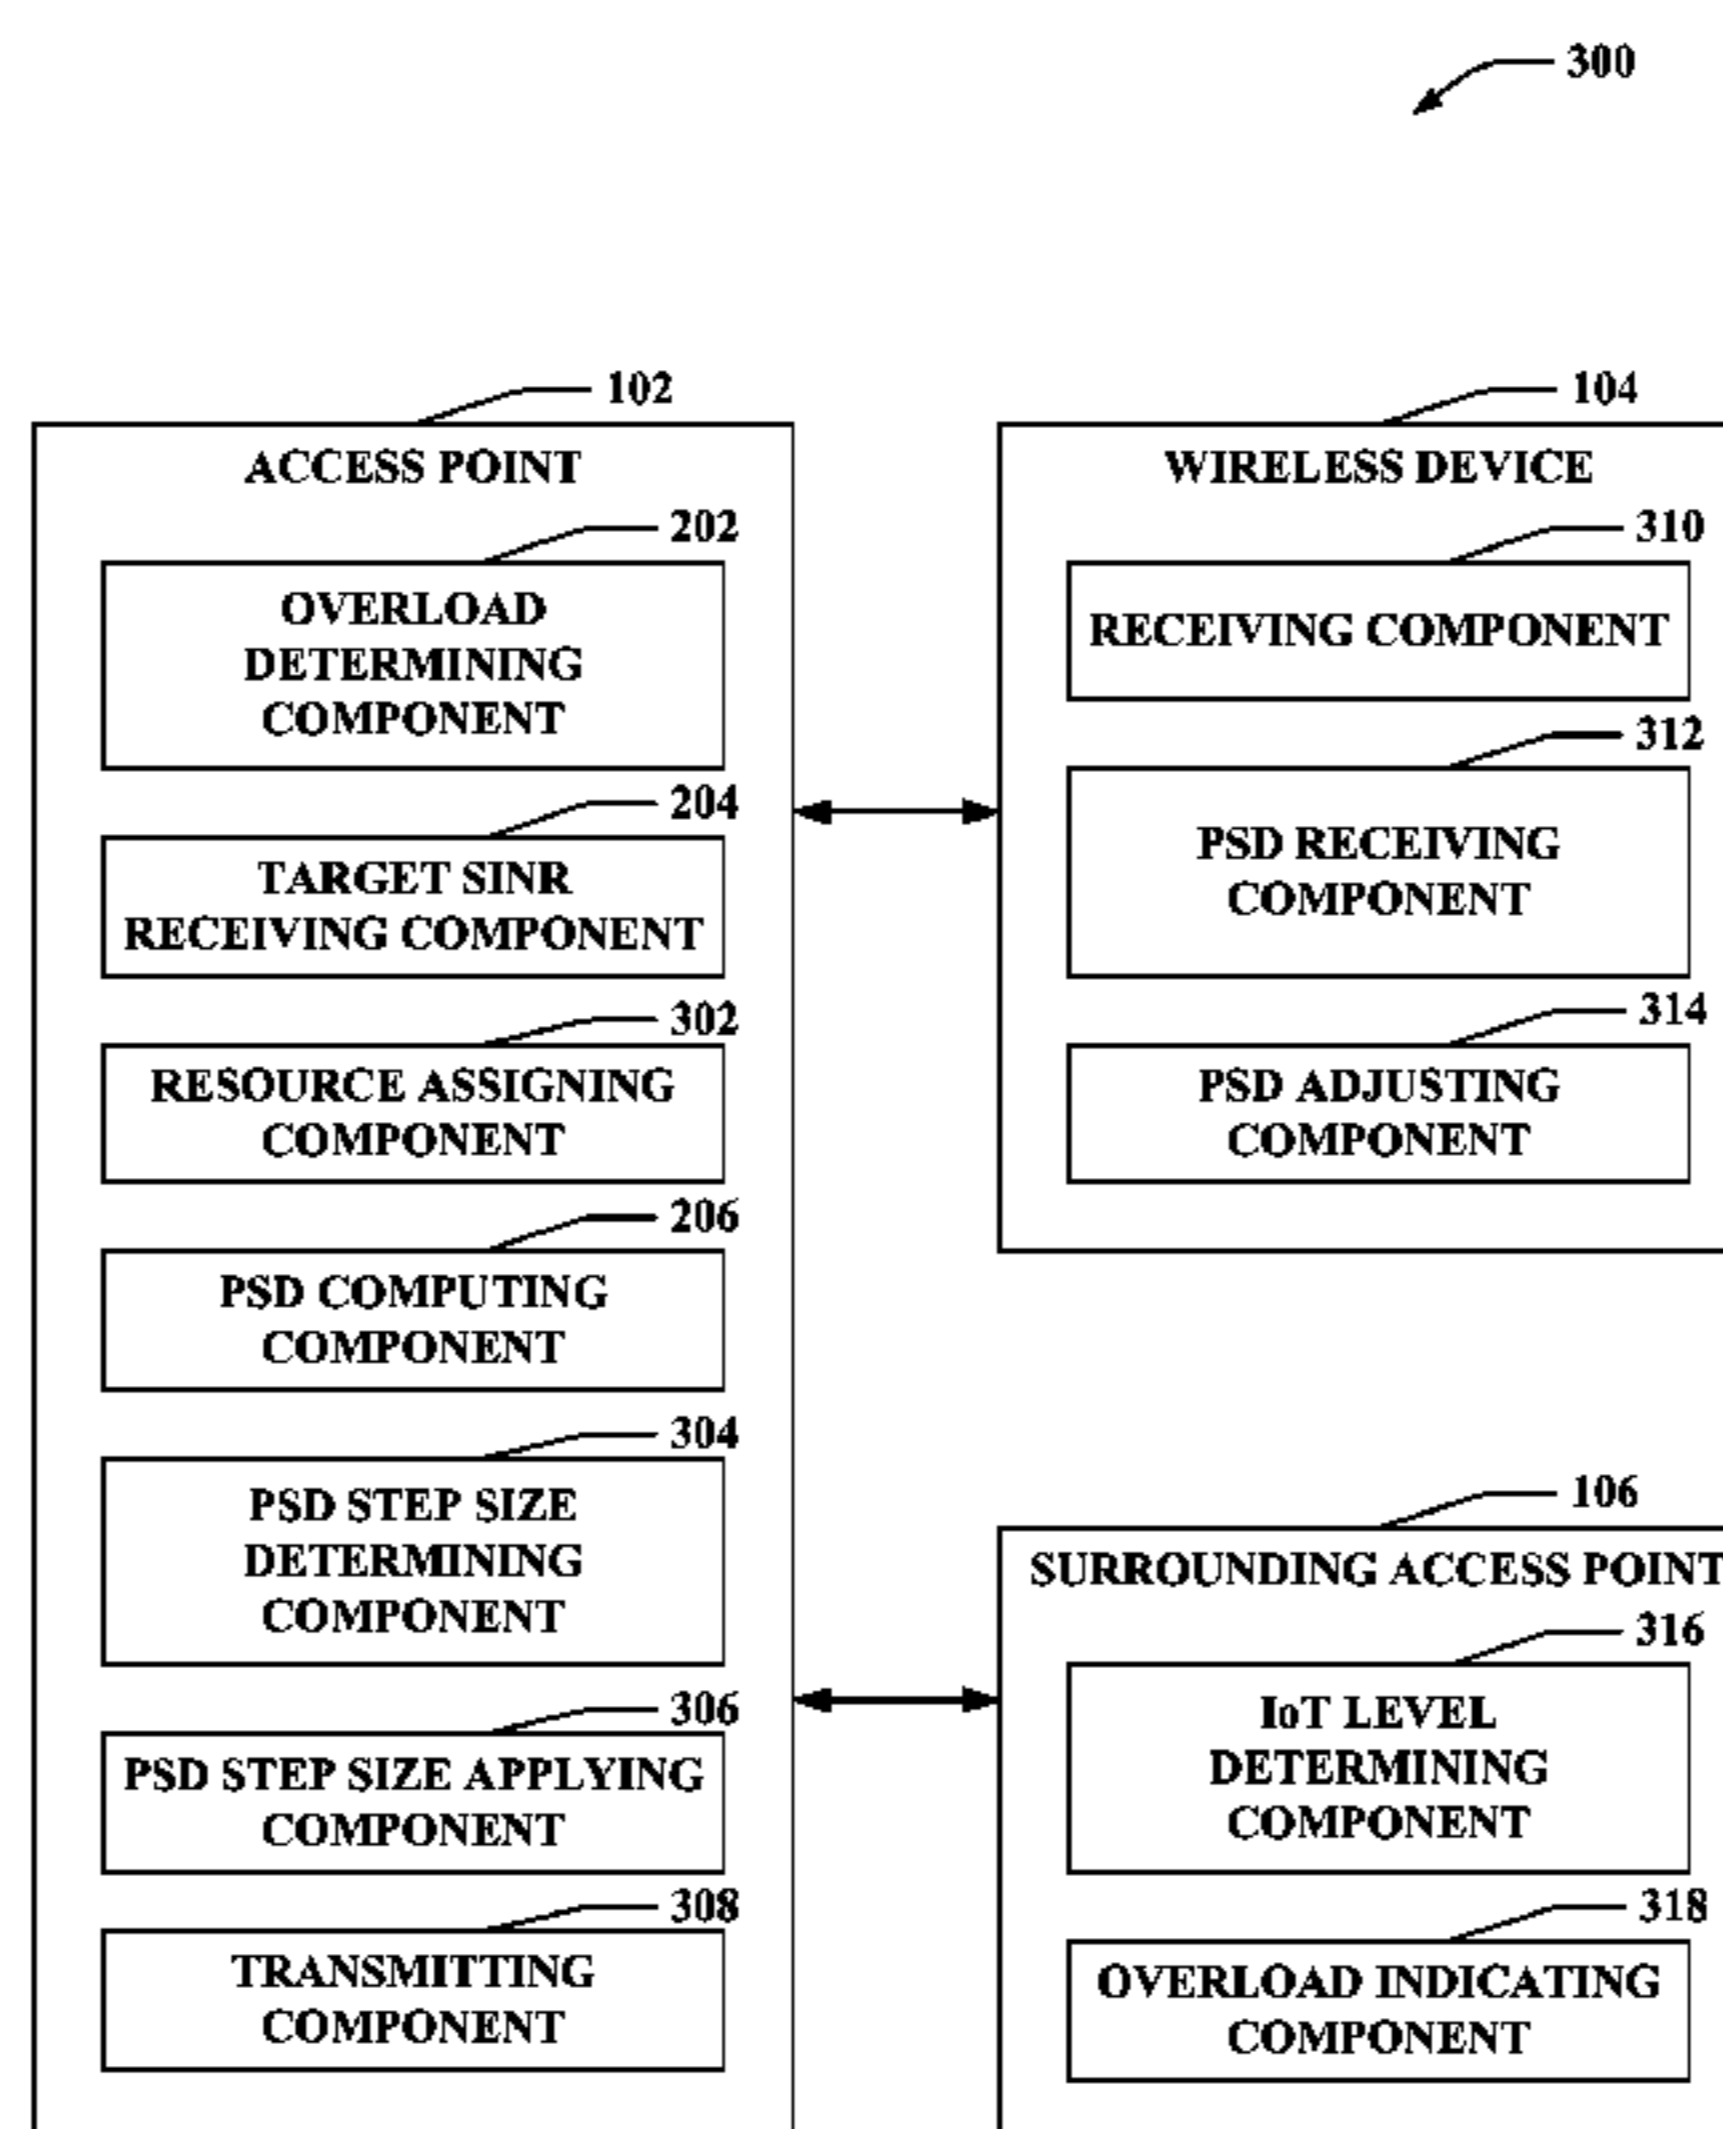 300
102
ACCESS POINT
202
OVERLOAD
DETERMINING
COMPONENT
204
TARGET SINR
RECEIVING COMPONENT
302
RESOURCE ASSIGNING
COMPONENT
206
PSD COMPUTING
COMPONENT
304
PSD STEP SIZE
DETERMINING
COMPONENT
306
PSD STEP SIZE APPLYING
COMPONENT
308
TRANSMITTING
COMPONENT
104
WIRELESS DEVICE
310
RECEIVING COMPONENT
312
PSD RECEIVING
COMPONENT
314
PSD ADJUSTING
COMPONENT
106
SURROUNDING ACCESS POINT
316
IoT LEVEL
DETERMINING
COMPONENT
318
OVERLOAD INDICATING
COMPONENT